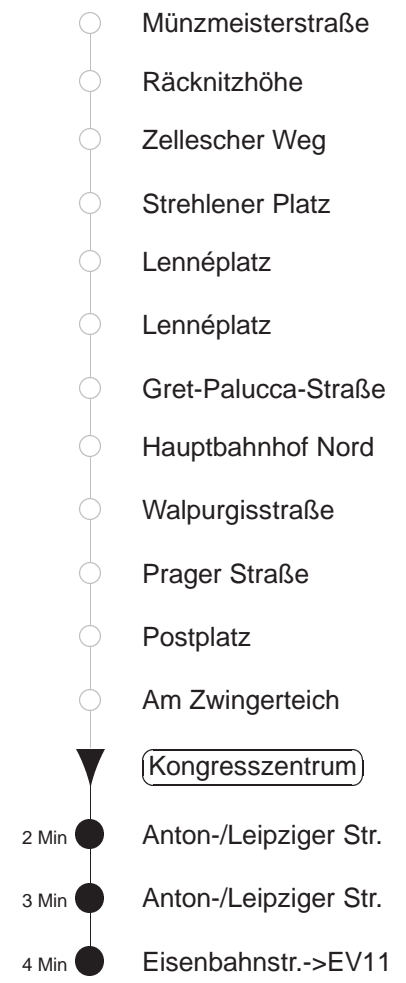 Münzmeisterstraße
Räcknitzhöhe
Zellescher Weg
Strehlener Platz
Lennéplatz
Lennéplatz
Gret-Palucca-Straße
Hauptbahnhof Nord
Walpurgisstraße
Prager Straße
Postplatz
Am Zwingerteich
Kongresszentrum
2 Min Anton-/Leipziger Str.
3 Min Anton-/Leipziger Str.
4 Min Eisenbahnstr.->EV11